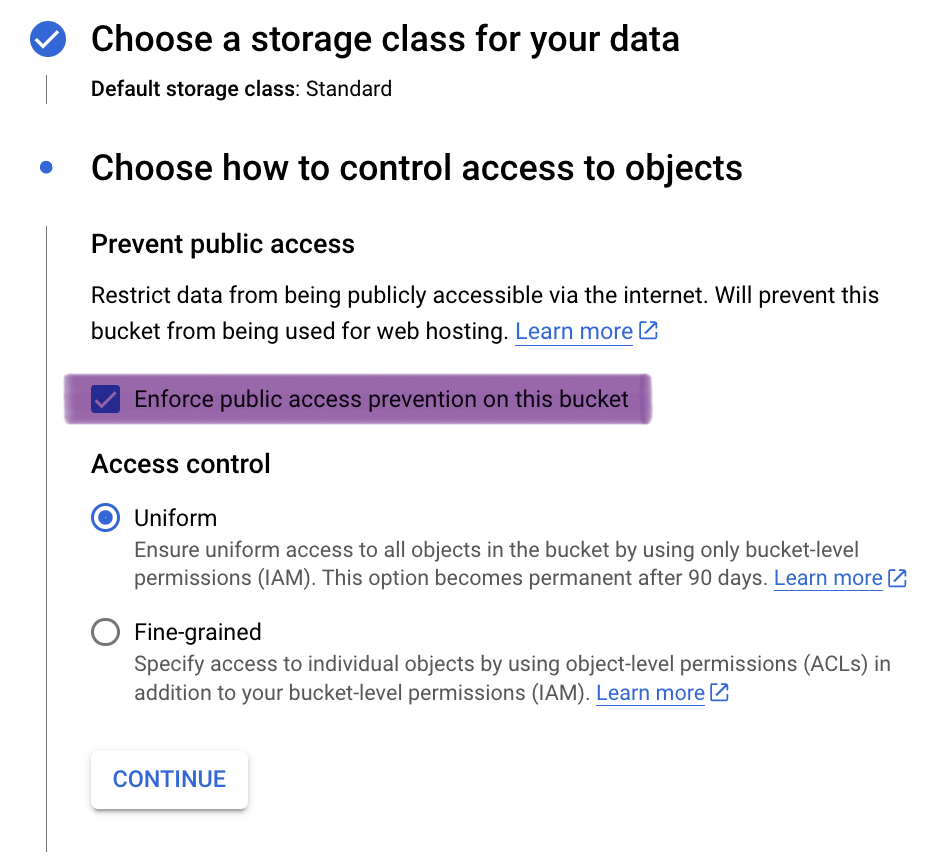 Choose a storage class for your data
Default storage class: Standard
Choose how to control access to objects
Prevent public access
Restrict data from being publicly accessible via the internet. Will prevent this
bucket from being used for web hosting. Learn more
Enforce public access prevention on this bucket
Access control
Uniform
Ensure uniform access to all objects in the bucket by using only bucket-level
permissions (IAM). This option becomes permanent after 90 days. Learn more
Fine-grained
Specify access to individual objects by using object-level permissions (ACLs) in
addition to your bucket-level permissions (IAM). Learn more
CONTINUE